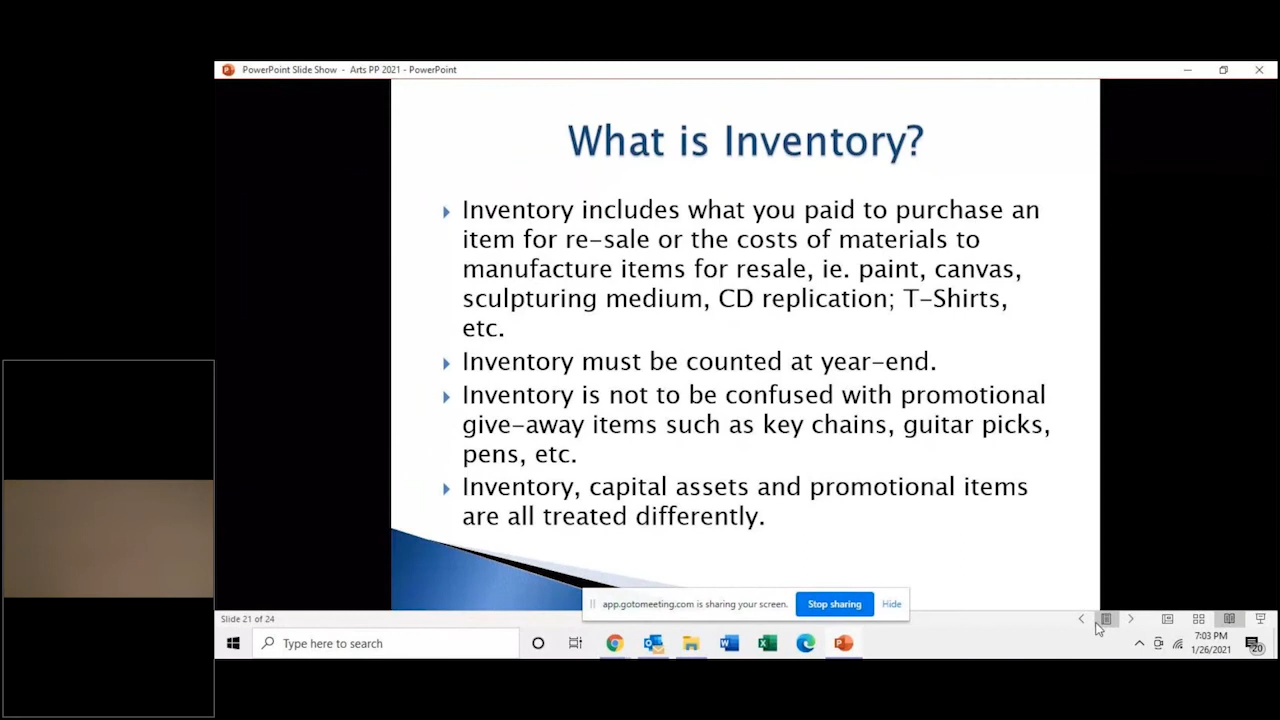 PowerPoint Slide Show - Arts PP 2021 - PowerPoint
What is Inventory?
Inventory includes what you paid to purchase an
item for re-sale or the costs of materials to
manufacture items for resale, ie. paint, canvas,
sculpturing medium, CD replication; T-Shirts,
etc.
Inventory must be counted at year-end.
Inventory is not to be confused with promotional
give-away items such as key chains, guitar picks,
pens, etc.
Inventory, capital assets and promotional items
are all treated differently.
app.gotomeeting.com is sharing your screen. Stop sharing Hide
Slide 21 of 24
Type here to search
7:03 PM
1/26/2021
20